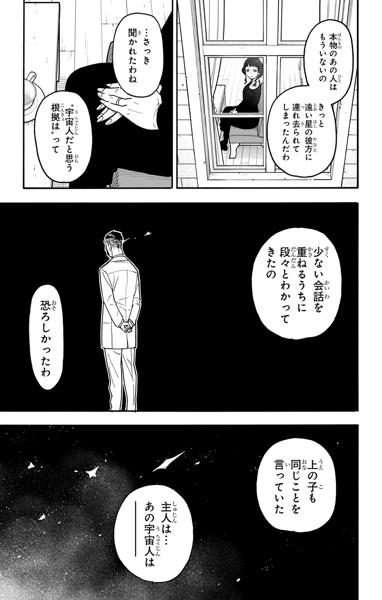 本物のあの人は
もういないの
きっと
遠い星の彼方に
連れ去られて
しまったんだわ
…さっき
聞かれたわね
"宇宙人だと思う
根拠は"って
少ない会話を
重ねるうちに
段々とわかって
きたの
恐ろしかったわ
上の子も
同じことを
言っていた
…主人は
あの宇宙人は